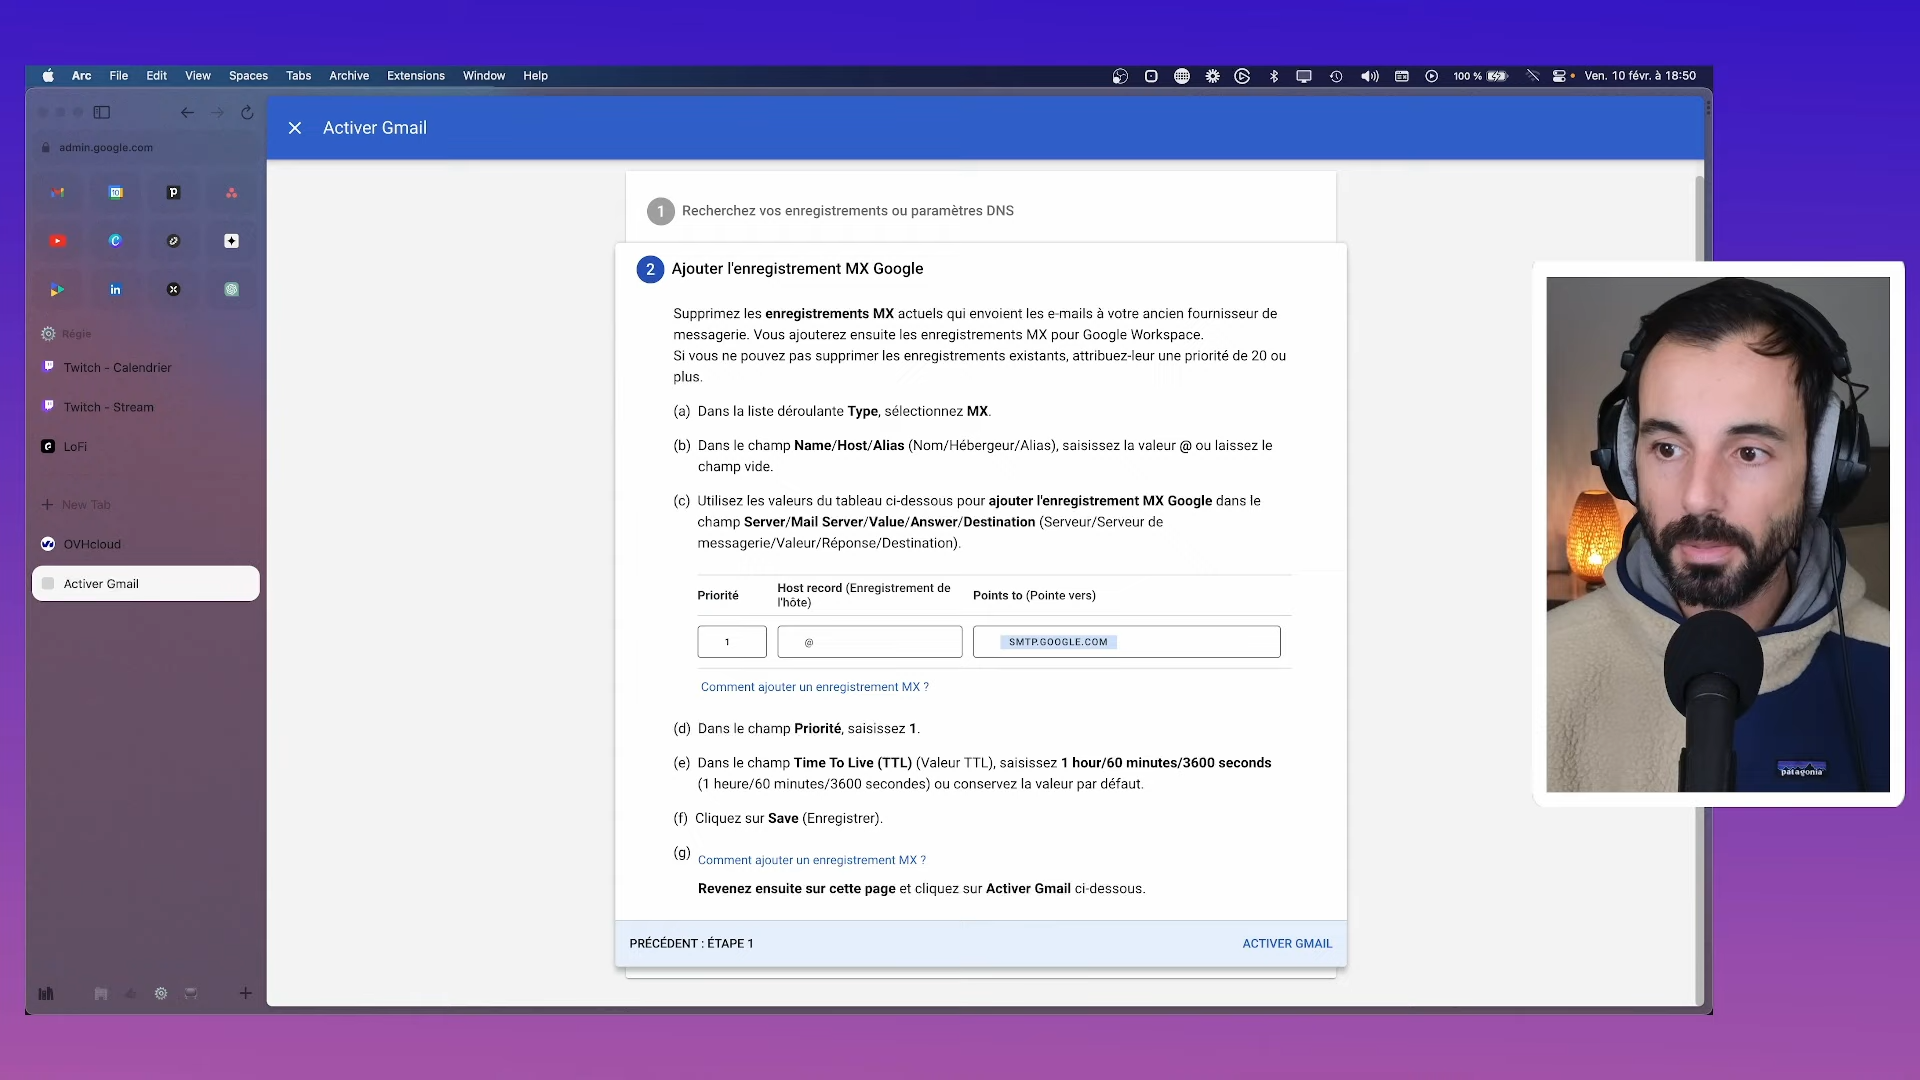 Arc File Edit View Spaces Tabs Archive Extensions Window Help
100 % Ven. 10 févr. à 18:50
Activer Gmail
admin.google.com
Régie
Twitch - Calendrier
Twitch - Stream
LoFi
New Tab
OVHcloud
Activer Gmail
1 Recherchez vos enregistrements ou paramètres DNS
2 Ajouter l'enregistrement MX Google
Supprimez les enregistrements MX actuels qui envoient les e-mails à votre ancien fournisseur de
messagerie. Vous ajouterez ensuite les enregistrements MX pour Google Workspace.
Si vous ne pouvez pas supprimer les enregistrements existants, attribuez-leur une priorité de 20 ou
plus.
(a) Dans la liste déroulante Type, sélectionnez MX.
(b) Dans le champ Name/Host/Alias (Nom/Hébergeur/Alias), saisissez la valeur @ ou laissez le
champ vide.
(c) Utilisez les valeurs du tableau ci-dessous pour ajouter l'enregistrement MX Google dans le
champ Server/Mail Server/Value/Answer/Destination (Serveur/Serveur de
messagerie/Valeur/Réponse/Destination).
Priorité Host record (Enregistrement de l'hôte) Points to (Pointe vers)
1 @ SMTP.GOOGLE.COM
Comment ajouter un enregistrement MX ?
(d) Dans le champ Priorité, saisissez 1.
(e) Dans le champ Time To Live (TTL) (Valeur TTL), saisissez 1 hour/60 minutes/3600 seconds
(1 heure/60 minutes/3600 secondes) ou conservez la valeur par défaut.
(f) Cliquez sur Save (Enregistrer).
(g) Comment ajouter un enregistrement MX ?
Revenez ensuite sur cette page et cliquez sur Activer Gmail ci-dessous.
PRÉCÉDENT : ÉTAPE 1 ACTIVER GMAIL
patagonia